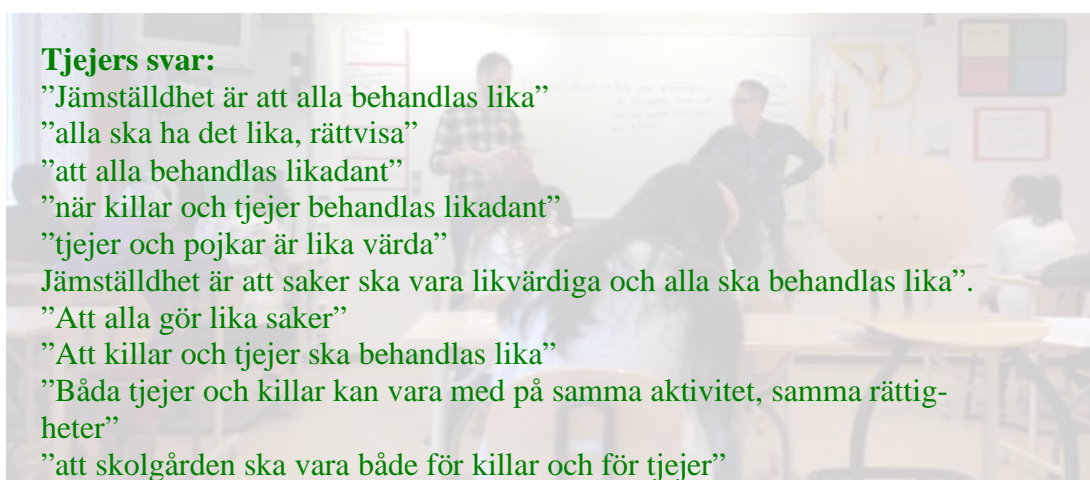 Tjejers svar:
”Jämställdhet är att alla behandlas lika”
”alla ska ha det lika, rättvisa”
”att alla behandlas likadant”
”när killar och tjejer behandlas likadant”
”tjejer och pojkar är lika värda”
Jämställdhet är att saker ska vara likvärdiga och alla ska behandlas lika”.
”Att alla gör lika saker”
”Att killar och tjejer ska behandlas lika”
”Båda tjejer och killar kan vara med på samma aktivitet, samma rättig-
heter”
”att skolgården ska vara både för killar och för tjejer”